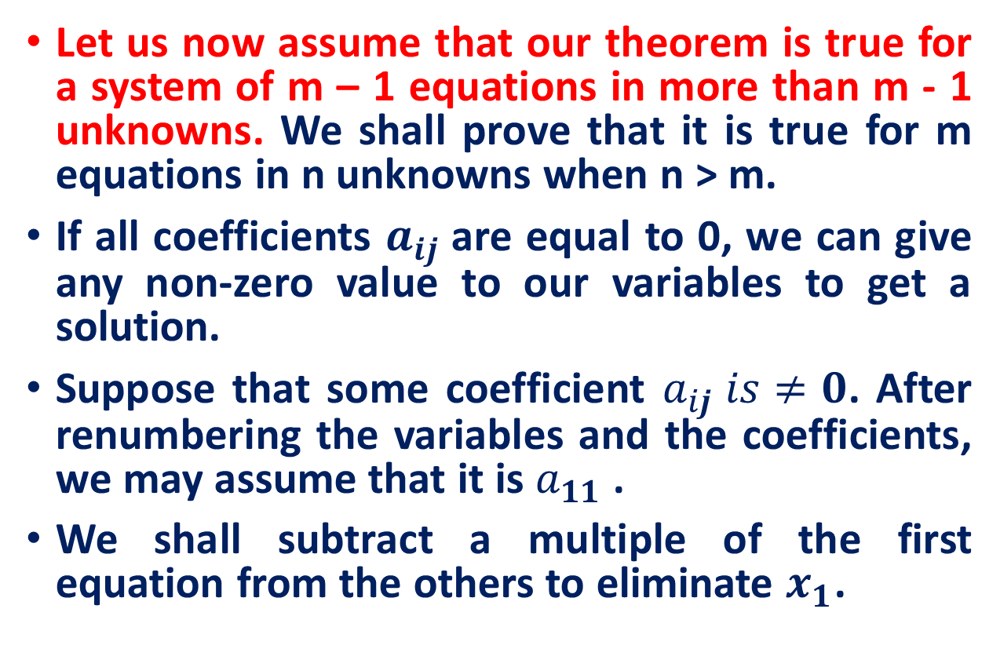 • Let us now assume that our theorem is true for
a system of m – 1 equations in more than m - 1
unknowns. We shall prove that it is true for m
equations in n unknowns when n > m.
• If all coefficients $a_{ij}$ are equal to 0, we can give
any non-zero value to our variables to get a
solution.
• Suppose that some coefficient $a_{ij}$ is ≠ 0. After
renumbering the variables and the coefficients,
we may assume that it is $a_{11}$ .
• We shall subtract a multiple of the first
equation from the others to eliminate $x_1$.